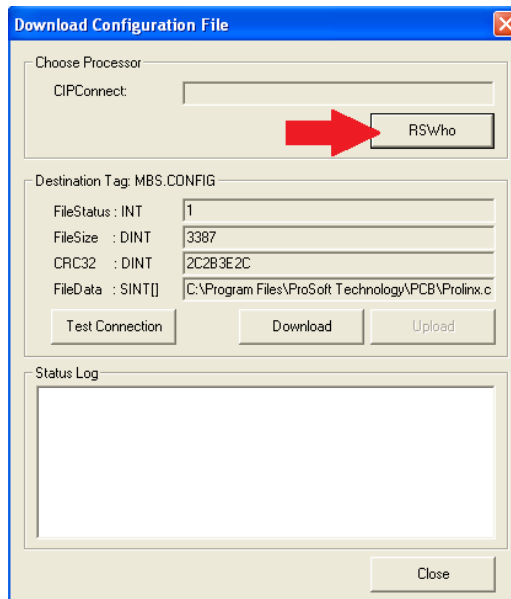 Download Configuration File
Choose Processor
CIPConnect:
RSWho
Destination Tag: MBS.CONFIG
FileStatus : INT 1
FileSize : DINT 3387
CRC32 : DINT 2C2B3E2C
FileData : SINT[] C:\Program Files\ProSoft Technology\PCB\Prolinx.c
Test Connection Download Upload
Status Log
Close